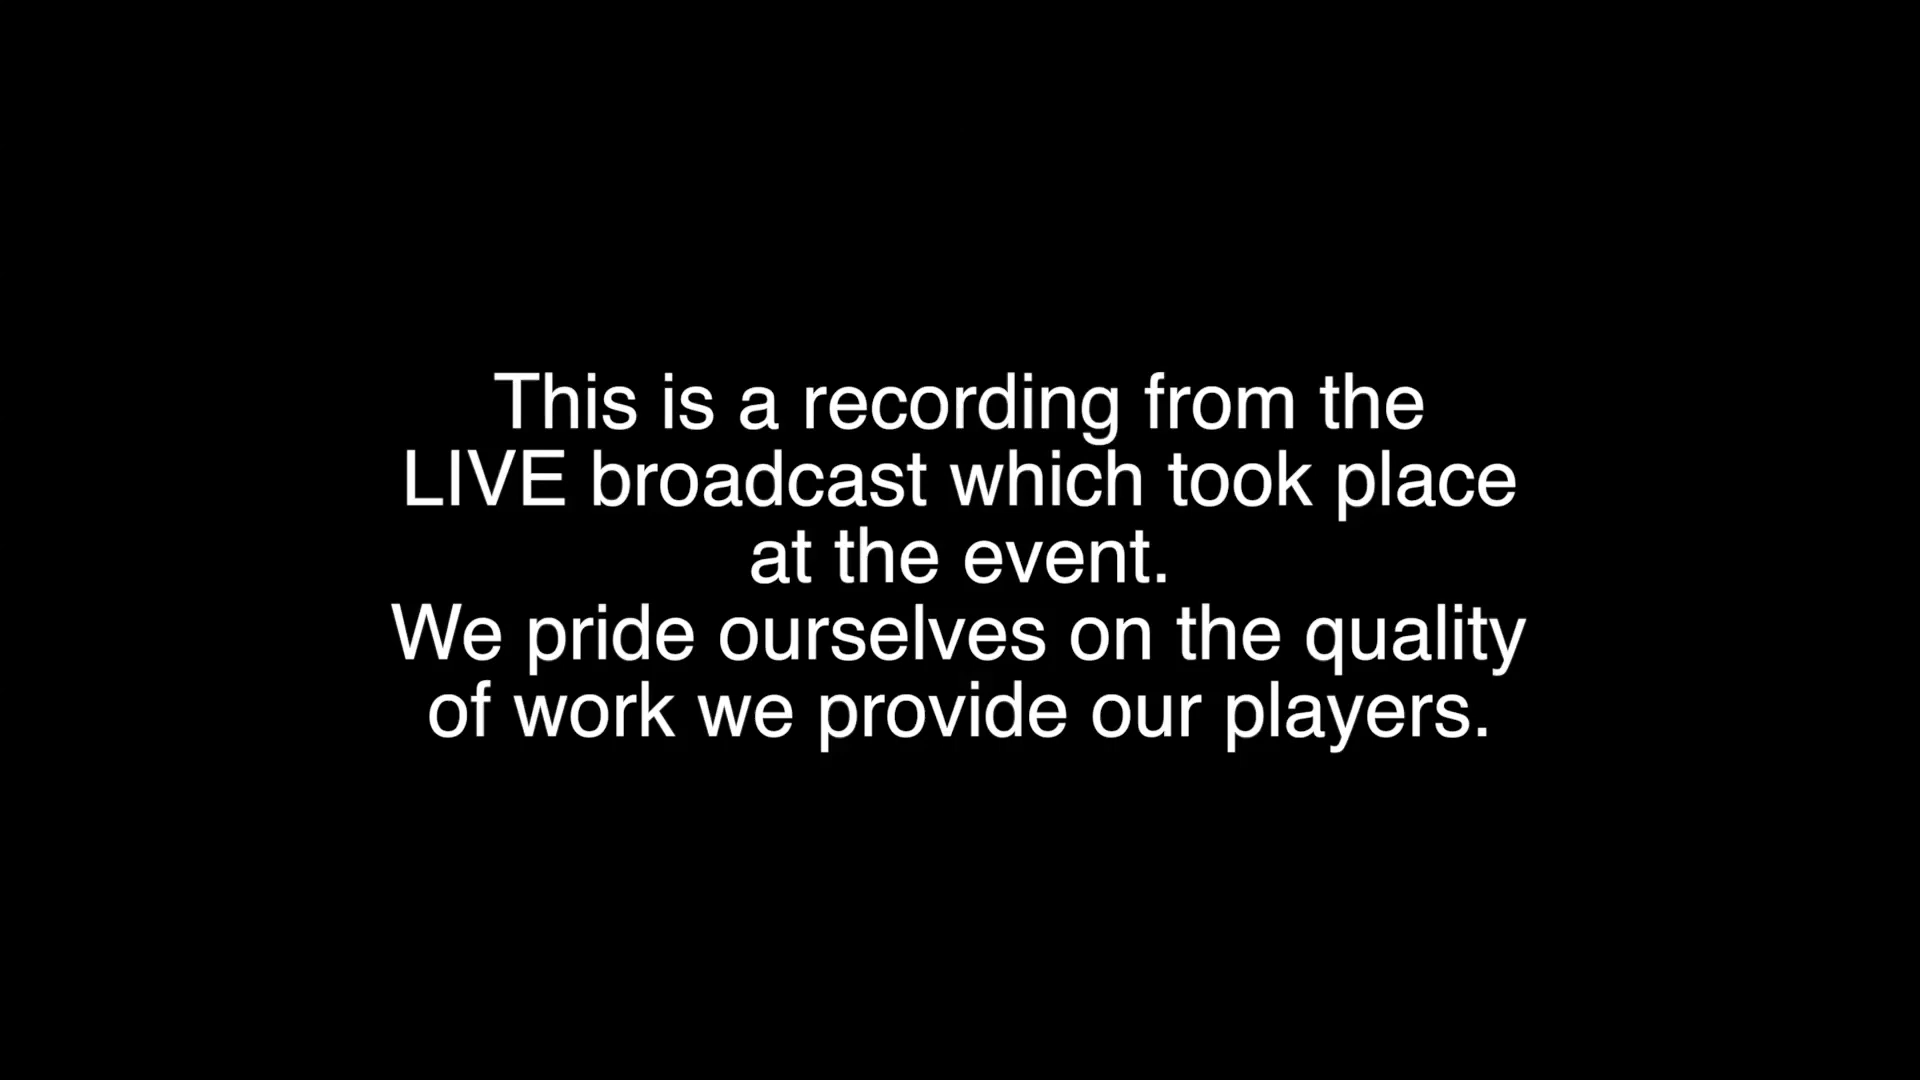 This is a recording from the
LIVE broadcast which took place
at the event.
We pride ourselves on the quality
of work we provide our players.